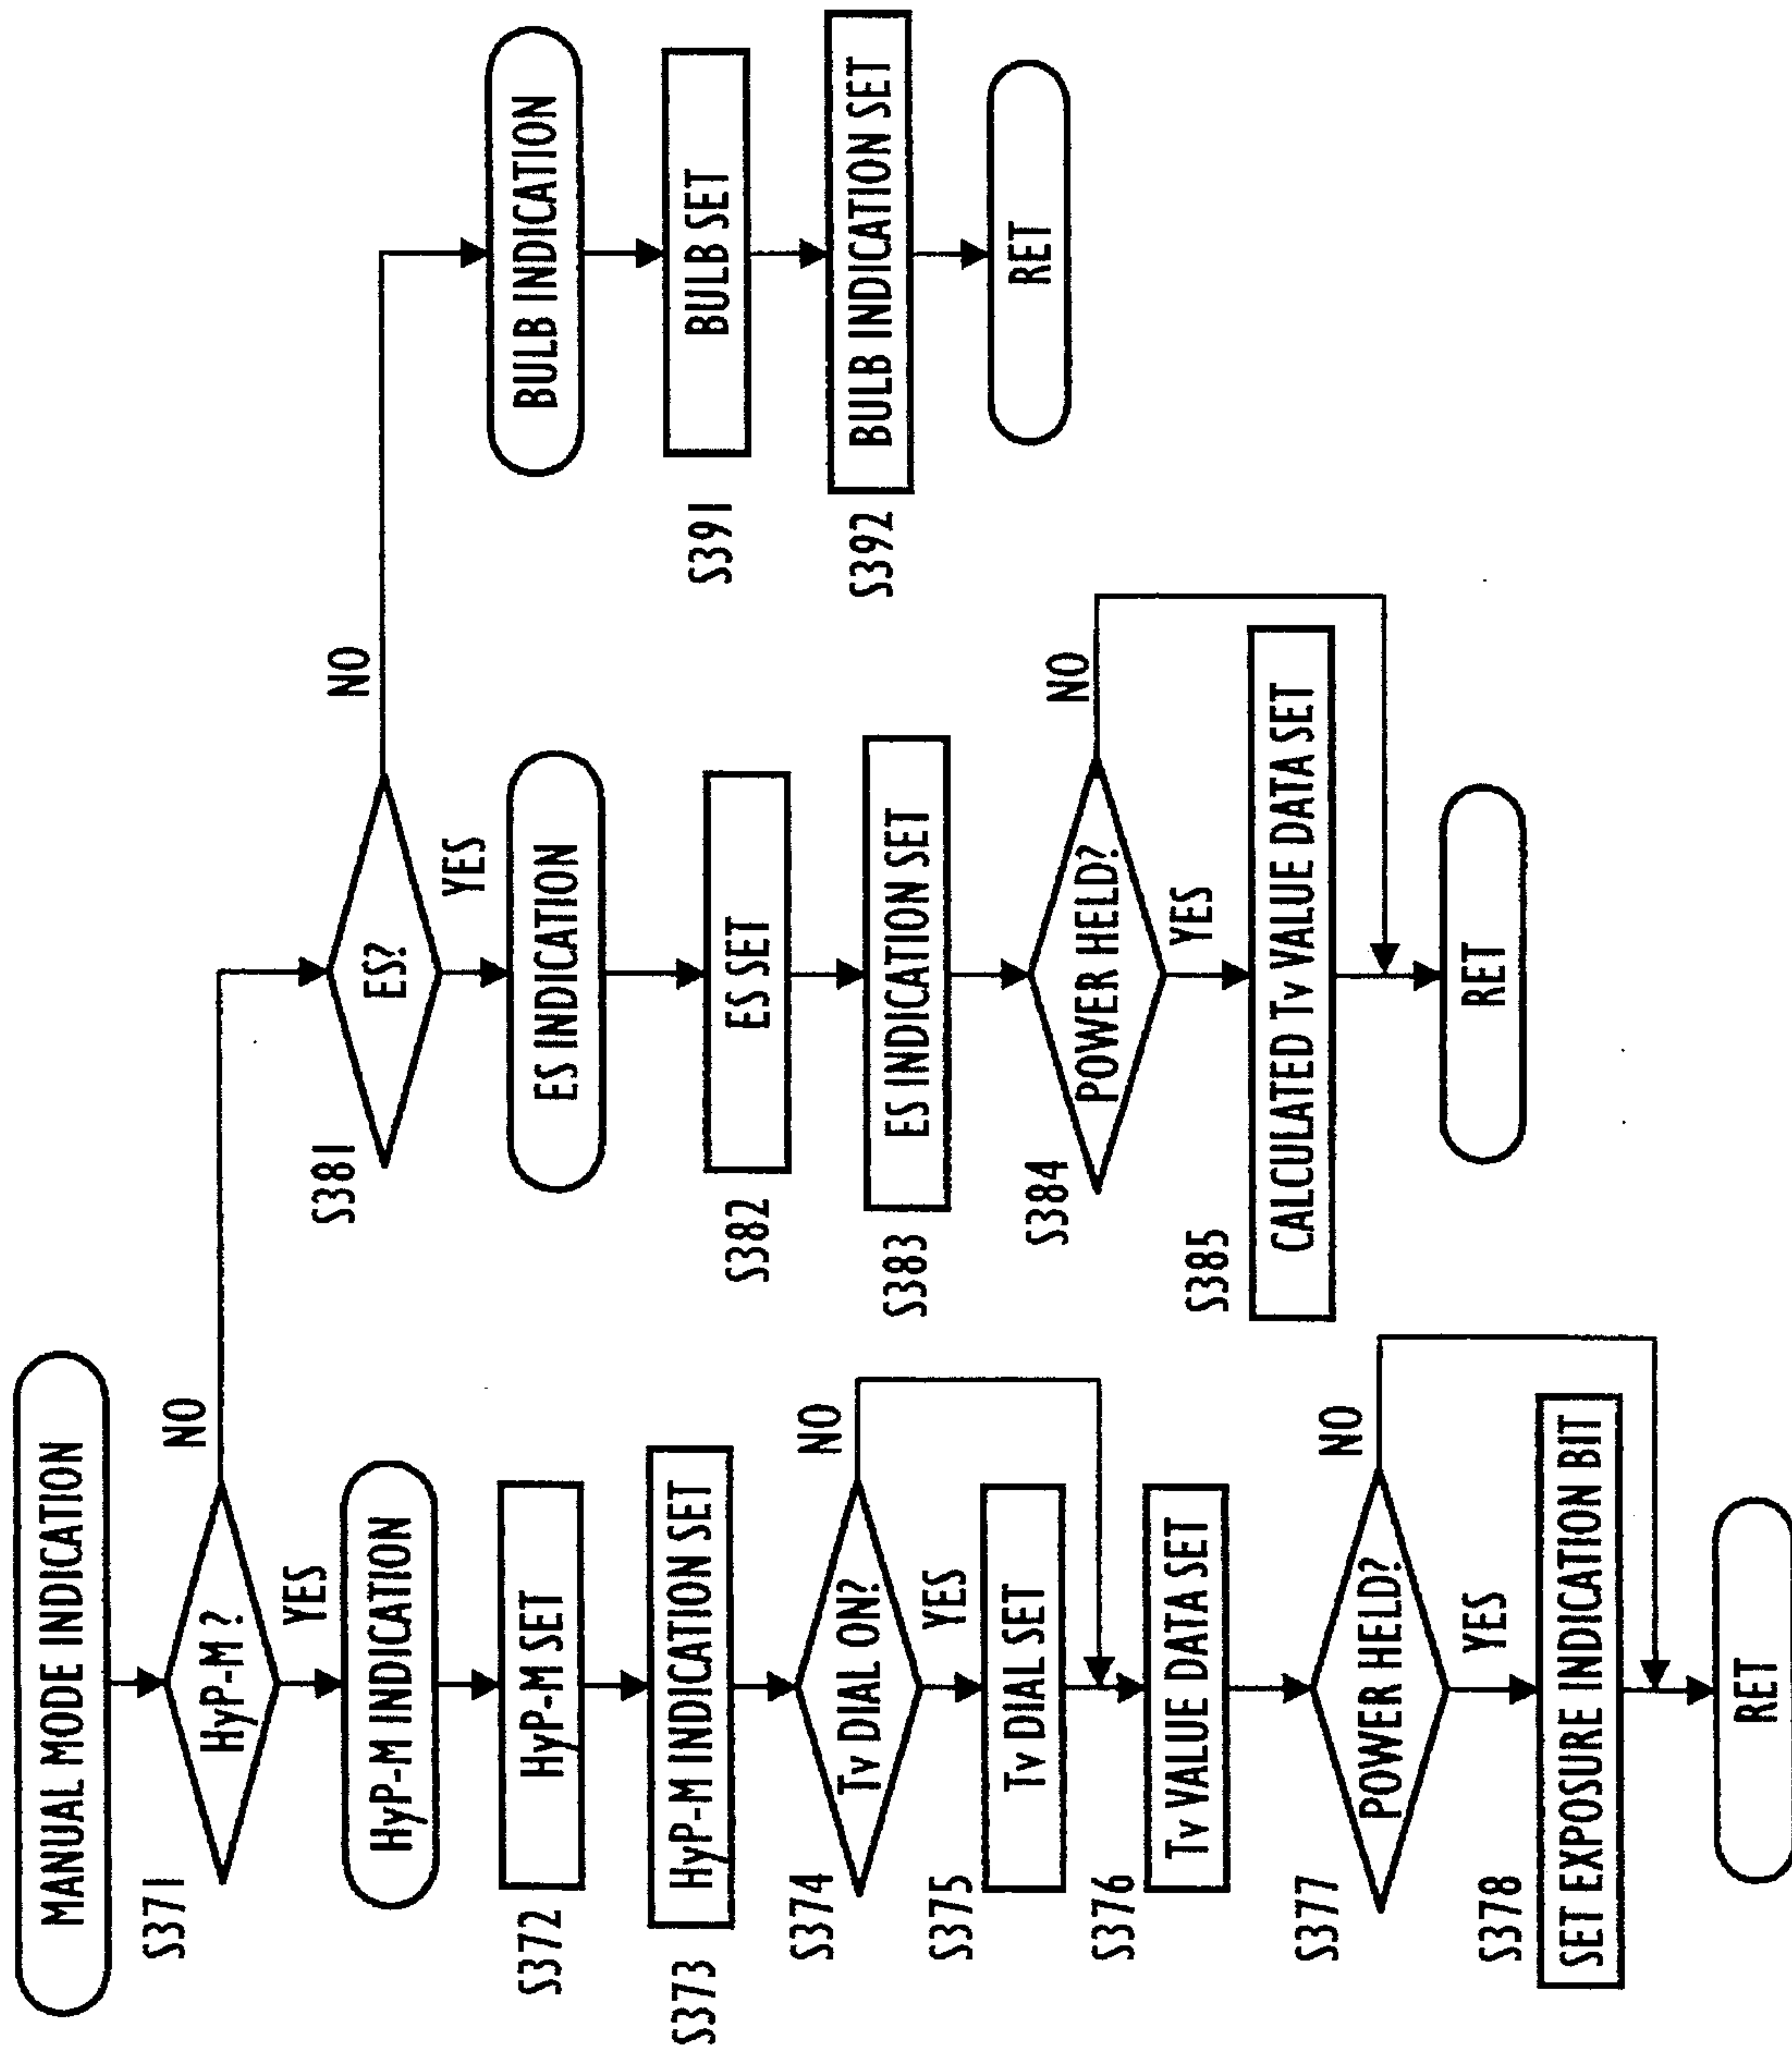 MANUAL MODE INDICATION
S371
HyP-M ?
NO
YES
HyP-M INDICATION
S372
HyP-M SET
S373
HyP-M INDICATION SET
S374
Tv DIAL ON?
NO
YES
S375
Tv DIAL SET
S376
Tv VALUE DATA SET
S377
POWER HELD?
NO
YES
S378
SET EXPOSURE INDICATION BIT
RET
S381
ES?
NO
YES
ES INDICATION
S382
ES SET
S383
ES INDICATION SET
S384
POWER HELD?
NO
YES
S385
CALCULATED Tv VALUE DATA SET
RET
BULB INDICATION
S391
BULB SET
S392
BULB INDICATION SET
RET